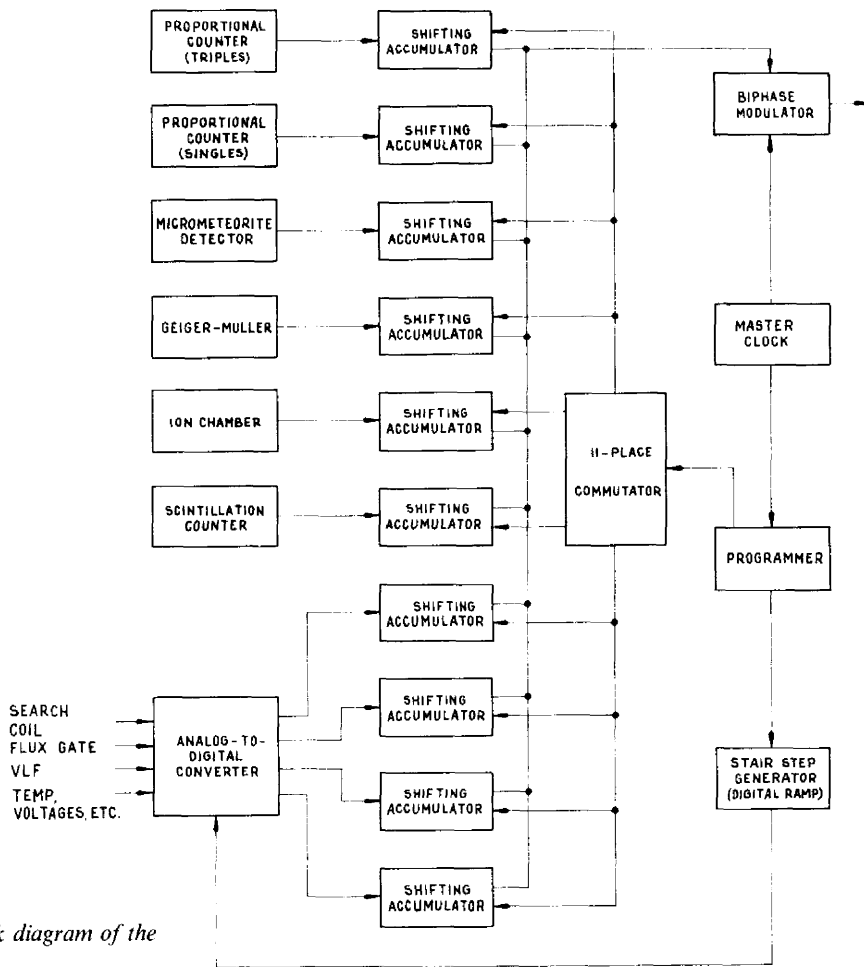 PROPORTIONAL
COUNTER
(TRIPLES)
SHIFTING
ACCUMULATOR
BIPHASE
MODULATOR
PROPORTIONAL
COUNTER
(SINGLES)
SHIFTING
ACCUMULATOR
MICROMETEORITE
DETECTOR
SHIFTING
ACCUMULATOR
GEIGER-MULLER
SHIFTING
ACCUMULATOR
MASTER
CLOCK
ION CHAMBER
SHIFTING
ACCUMULATOR
11-PLACE
COMMUTATOR
SCINTILLATION
COUNTER
SHIFTING
ACCUMULATOR
PROGRAMMER
SHIFTING
ACCUMULATOR
SEARCH
COIL
FLUX GATE
VLF
TEMP,
VOLTAGES, ETC.
ANALOG-TO-
DIGITAL
CONVERTER
SHIFTING
ACCUMULATOR
STAIR STEP
GENERATOR
(DIGITAL RAMP)
SHIFTING
ACCUMULATOR
SHIFTING
ACCUMULATOR
k diagram of the